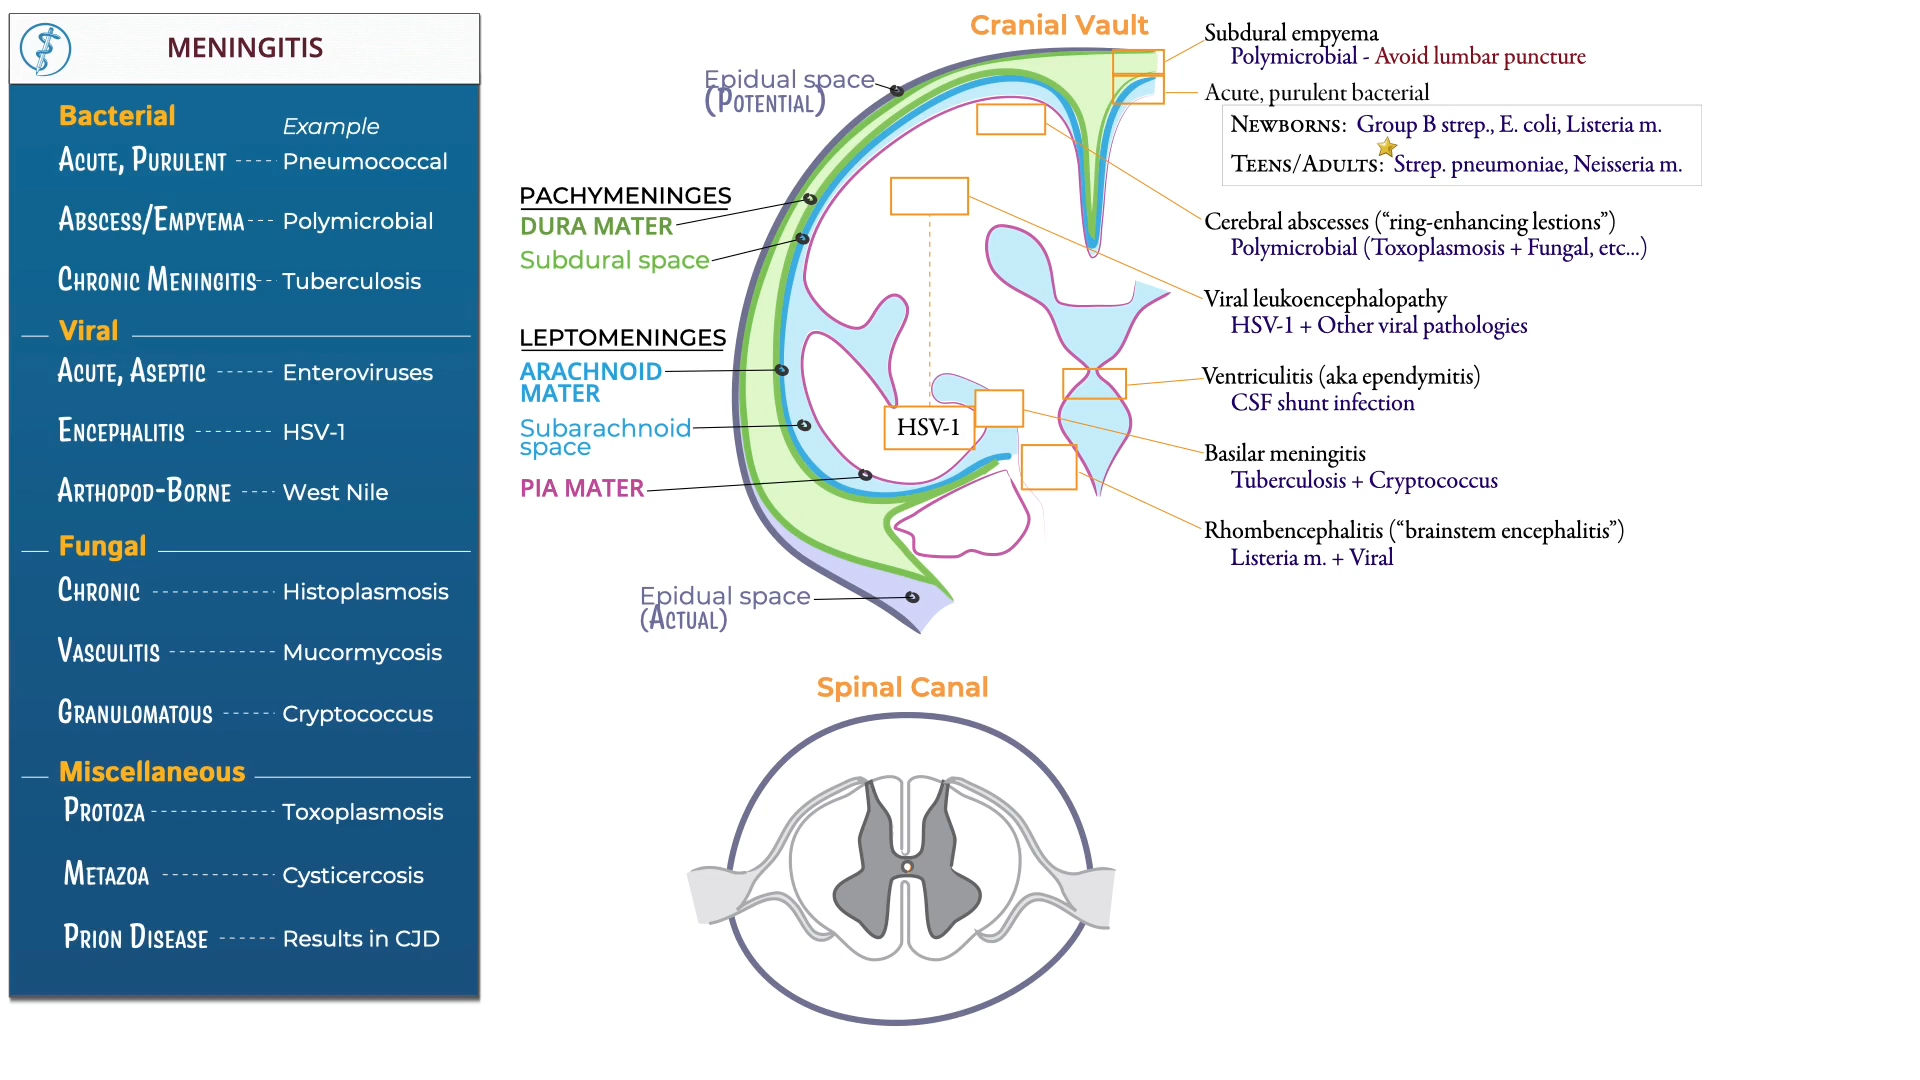 MENINGITIS
Bacterial
Example
Acute, Purulent ---- Pneumococcal
Abscess/Empyema --- Polymicrobial
Chronic Meningitis -- Tuberculosis
Viral
Acute, Aseptic ------ Enteroviruses
Encephalitis -------- HSV-1
Arthopod-Borne ---- West Nile
Fungal
Chronic ------------- Histoplasmosis
Vasculitis ----------- Mucormycosis
Granulomatous ----- Cryptococcus
Miscellaneous
Protoza ------------- Toxoplasmosis
Metazoa ------------ Cysticercosis
Prion Disease ------ Results in CJD
Cranial Vault
Epidual space
(Potential)
PACHYMENINGES
DURA MATER
Subdural space
LEPTOMENINGES
ARACHNOID
MATER
Subarachnoid
space
PIA MATER
Epidual space
(Actual)
HSV-1
Subdural empyema
Polymicrobial - Avoid lumbar puncture
Acute, purulent bacterial
Newborns: Group B strep., E. coli, Listeria m.
Teens/Adults: Strep. pneumoniae, Neisseria m.
Cerebral abscesses (“ring-enhancing lestions”)
Polymicrobial (Toxoplasmosis + Fungal, etc...)
Viral leukoencephalopathy
HSV-1 + Other viral pathologies
Ventriculitis (aka ependymitis)
CSF shunt infection
Basilar meningitis
Tuberculosis + Cryptococcus
Rhombencephalitis (“brainstem encephalitis”)
Listeria m. + Viral
Spinal Canal